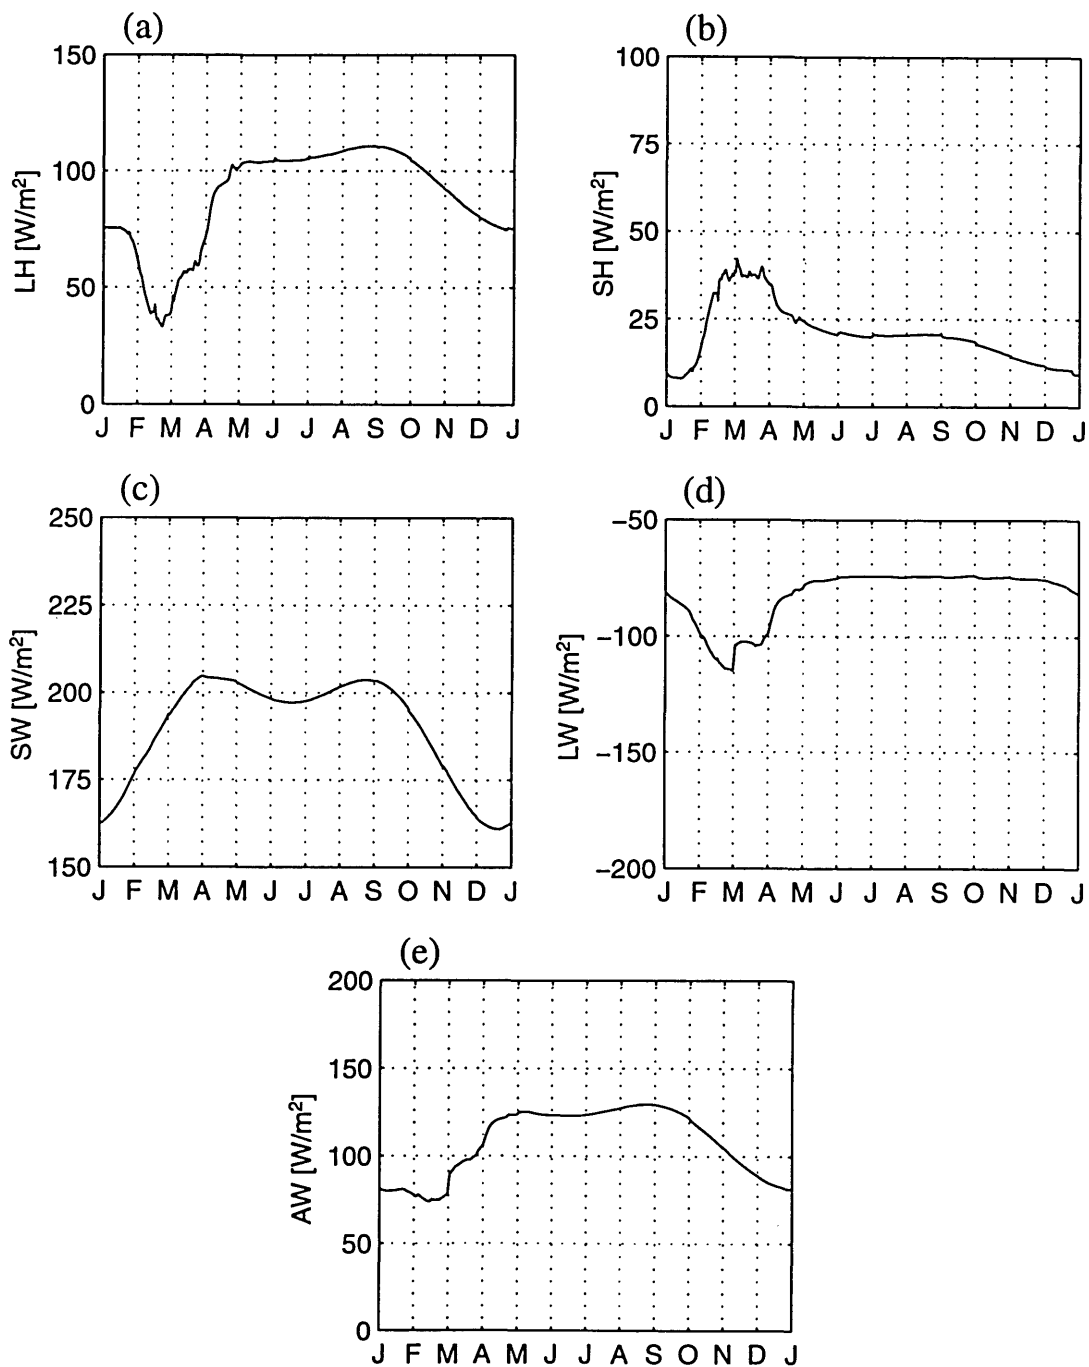 (a)
150
100
50
0
LH [W/m²]
J F M A M J J A S O N D J
(b)
100
75
50
25
0
SH [W/m²]
J F M A M J J A S O N D J
(c)
250
225
200
175
150
SW [W/m²]
J F M A M J J A S O N D J
(d)
−50
−100
−150
−200
LW [W/m²]
J F M A M J J A S O N D J
(e)
200
150
100
50
0
AW [W/m²]
J F M A M J J A S O N D J